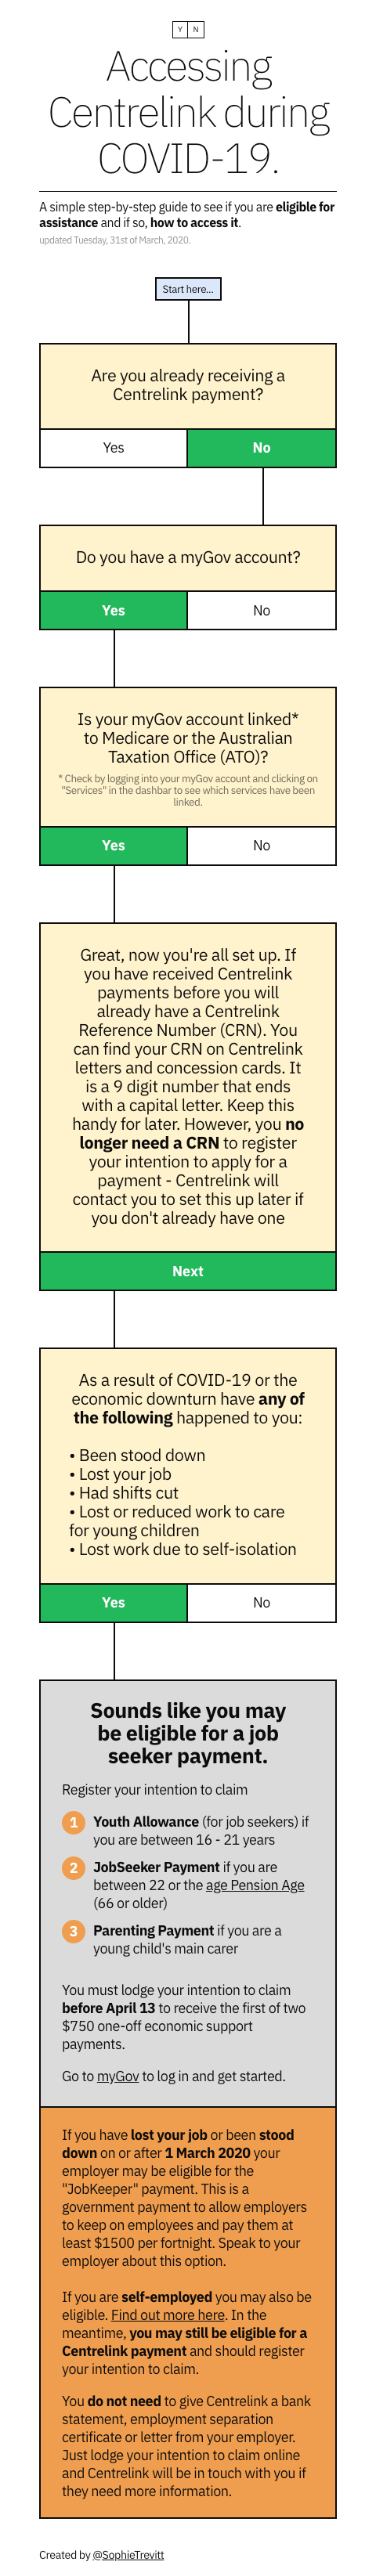 Y N
Accessing
Centrelink during
COVID-19.
A simple step-by-step guide to see if you are eligible for
assistance and if so, how to access it.
updated Tuesday, 31st of March, 2020.
Start here...
Are you already receiving a
Centrelink payment?
Yes No
Do you have a myGov account?
Yes No
Is your myGov account linked*
to Medicare or the Australian
Taxation Office (ATO)?
* Check by logging into your myGov account and clicking on
"Services" in the dashbar to see which services have been
linked.
Yes No
Great, now you're all set up. If
you have received Centrelink
payments before you will
already have a Centrelink
Reference Number (CRN). You
can find your CRN on Centrelink
letters and concession cards. It
is a 9 digit number that ends
with a capital letter. Keep this
handy for later. However, you no
longer need a CRN to register
your intention to apply for a
payment - Centrelink will
contact you to set this up later if
you don't already have one
Next
As a result of COVID-19 or the
economic downturn have any of
the following happened to you:
• Been stood down
• Lost your job
• Had shifts cut
• Lost or reduced work to care
for young children
• Lost work due to self-isolation
Yes No
Sounds like you may
be eligible for a job
seeker payment.
Register your intention to claim
1 Youth Allowance (for job seekers) if
you are between 16 - 21 years
2 JobSeeker Payment if you are
between 22 or the age Pension Age
(66 or older)
3 Parenting Payment if you are a
young child's main carer
You must lodge your intention to claim
before April 13 to receive the first of two
$750 one-off economic support
payments.
Go to myGov to log in and get started.
If you have lost your job or been stood
down on or after 1 March 2020 your
employer may be eligible for the
"JobKeeper" payment. This is a
government payment to allow employers
to keep on employees and pay them at
least $1500 per fortnight. Speak to your
employer about this option.
If you are self-employed you may also be
eligible. Find out more here. In the
meantime, you may still be eligible for a
Centrelink payment and should register
your intention to claim.
You do not need to give Centrelink a bank
statement, employment separation
certificate or letter from your employer.
Just lodge your intention to claim online
and Centrelink will be in touch with you if
they need more information.
Created by @SophieTrevitt